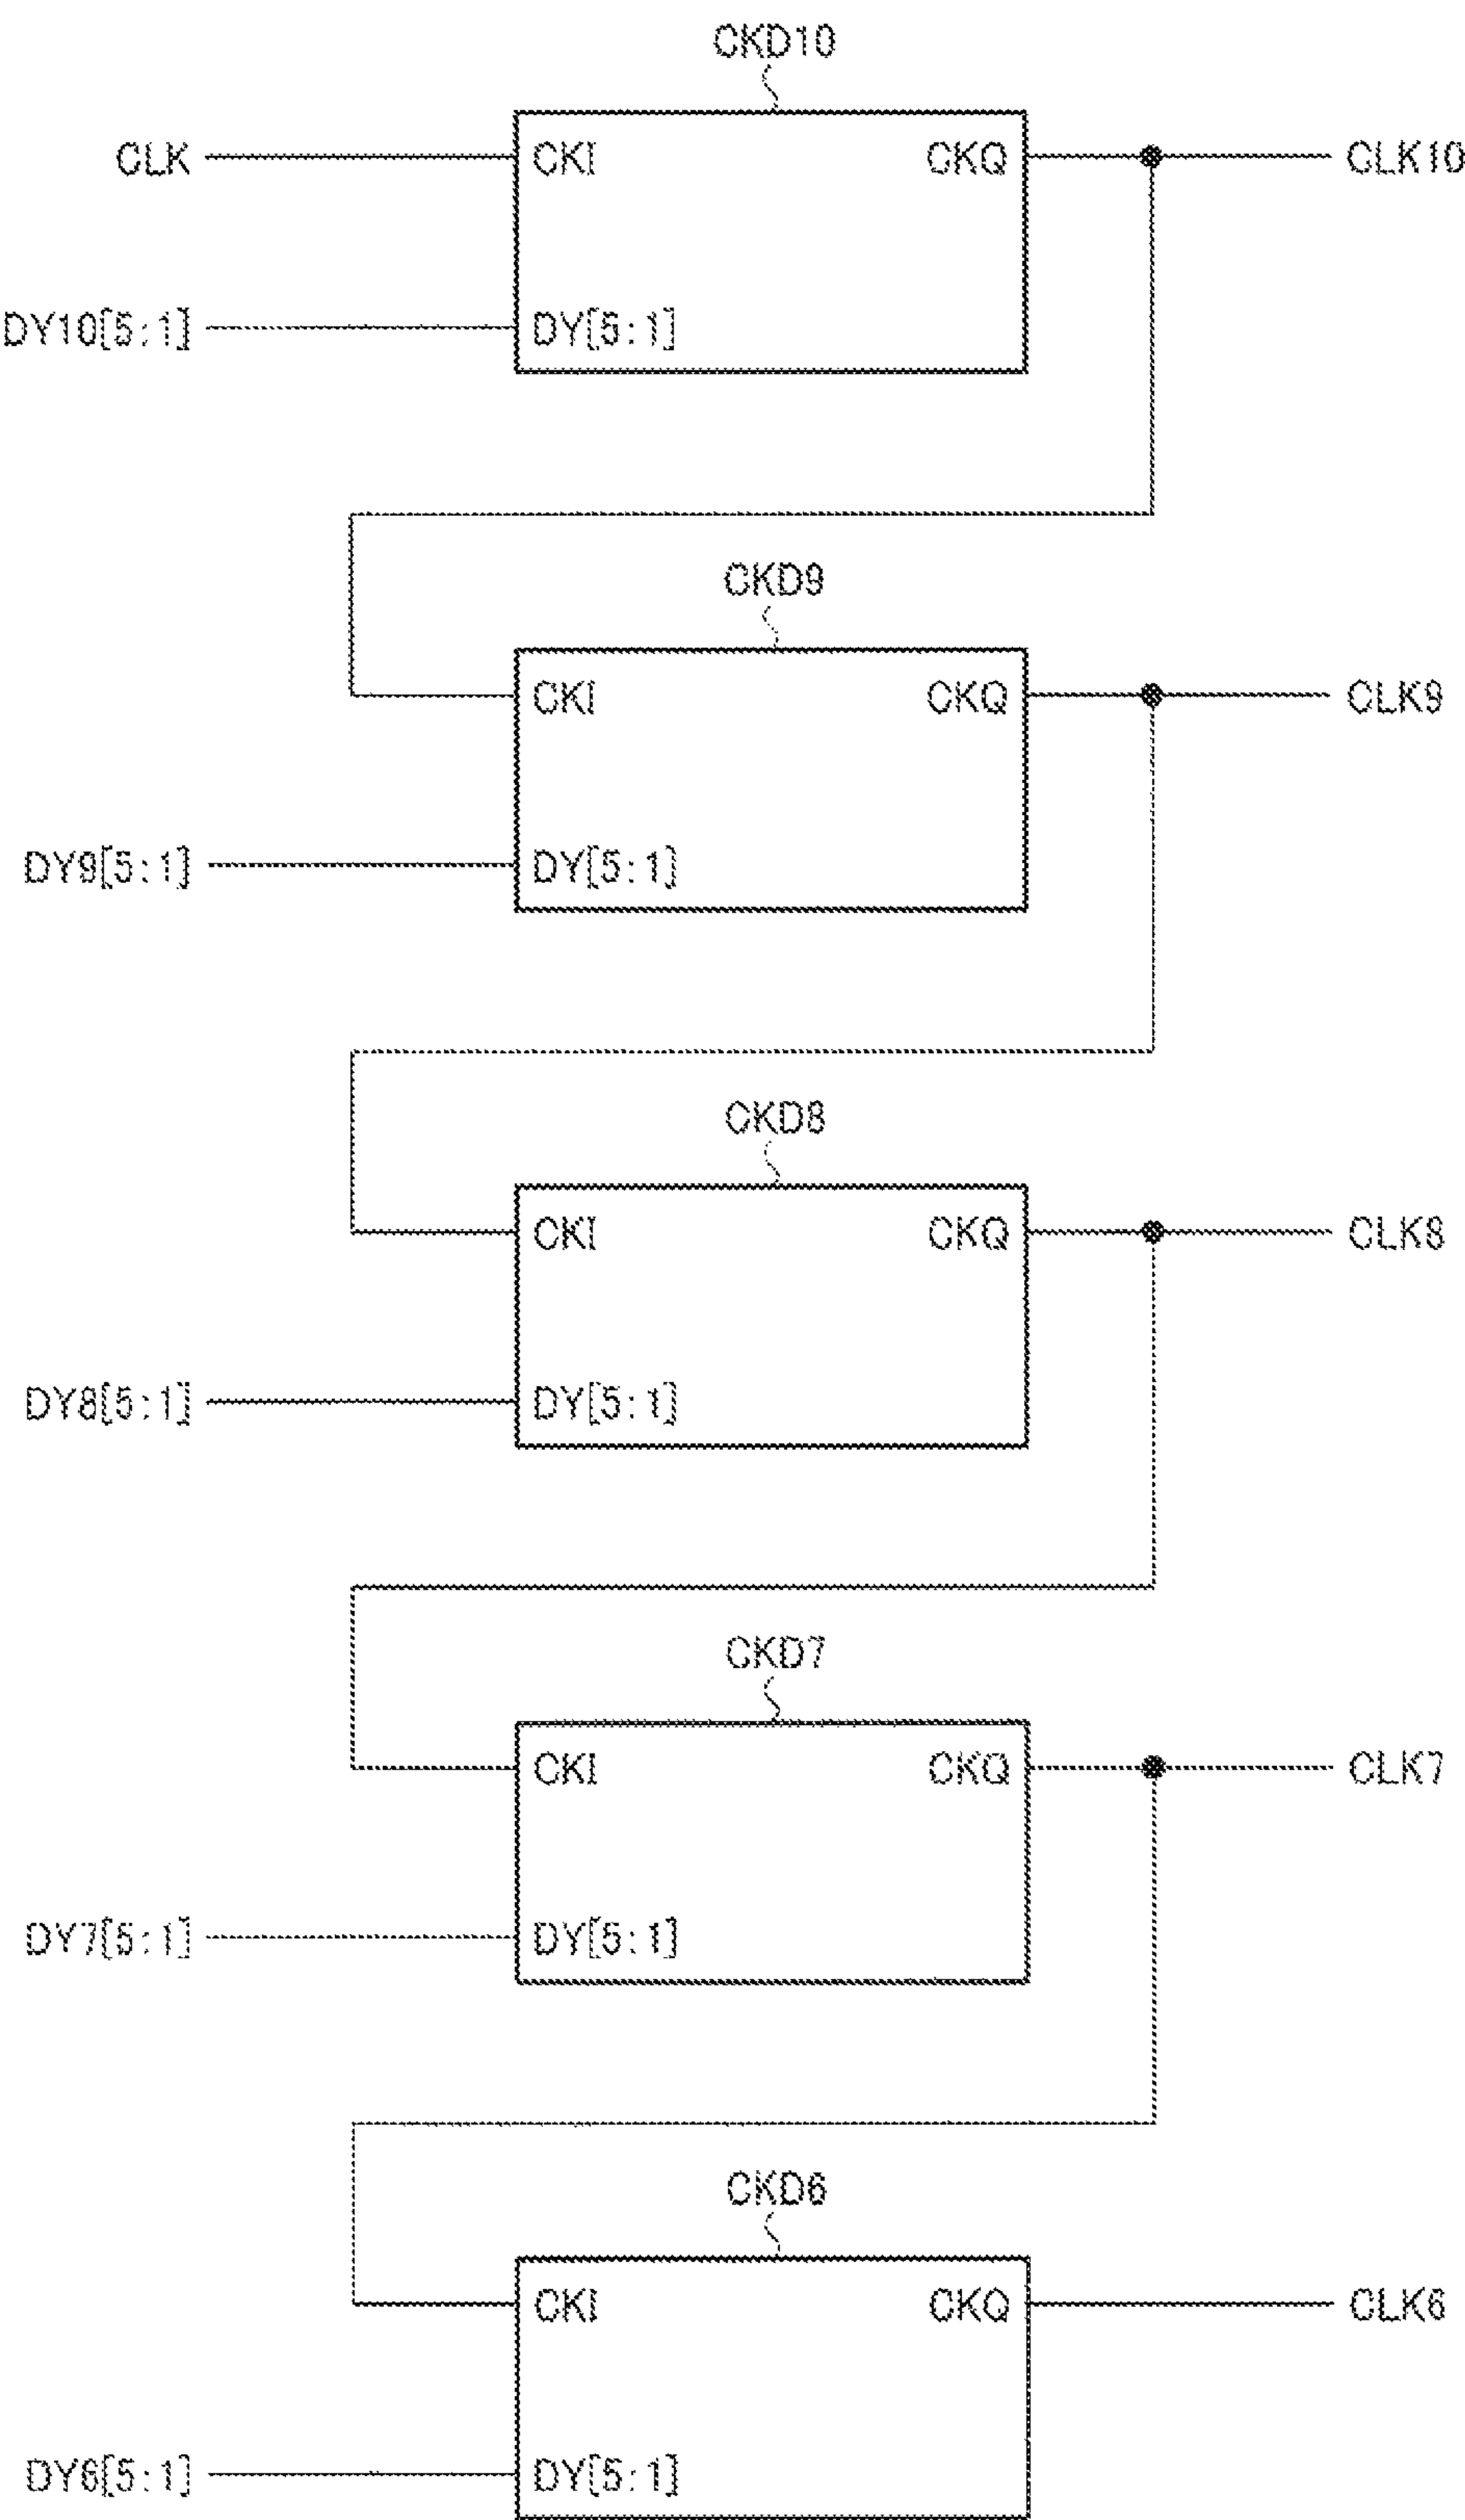 CKD10
CLK CKI CKQ CLK10
DY10[5:1] DY[5:1]
CKD9
CKI CKQ CLK9
DY9[5:1] DY[5:1]
CKD8
CKI CKQ CLK8
DY8[5:1] DY[5:1]
CKD7
CKI CKQ CLK7
DY7[5:1] DY[5:1]
CKD6
CKI CKQ CLK6
DY6[5:1] DY[5:1]